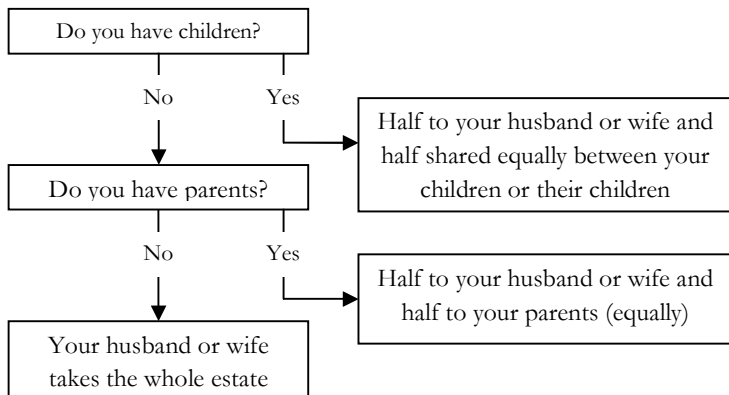 Do you have children?
No
Yes
Half to your husband or wife and
half shared equally between your
children or their children
Do you have parents?
No
Yes
Half to your husband or wife and
half to your parents (equally)
Your husband or wife
takes the whole estate